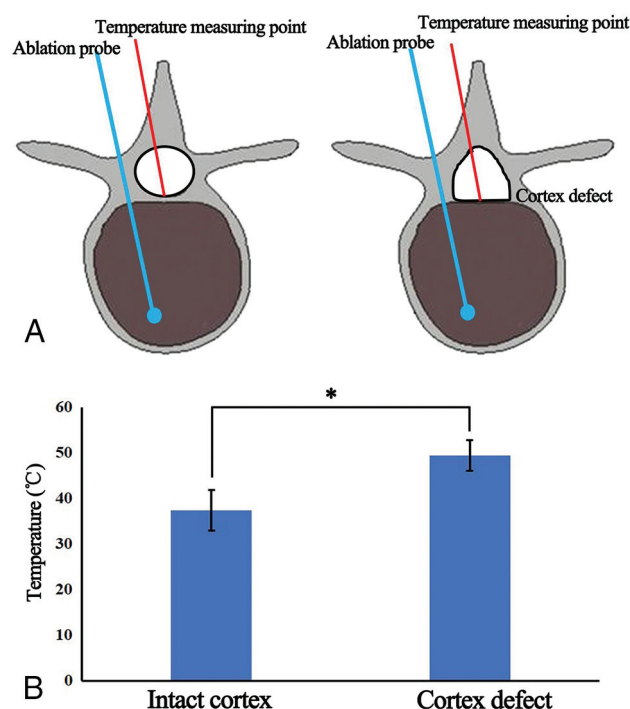 Temperature measuring point
Ablation probe
Temperature measuring point
Ablation probe
Cortex defect
A
*
60
50
40
30
20
10
0
Temperature (℃)
Intact cortex
Cortex defect
B